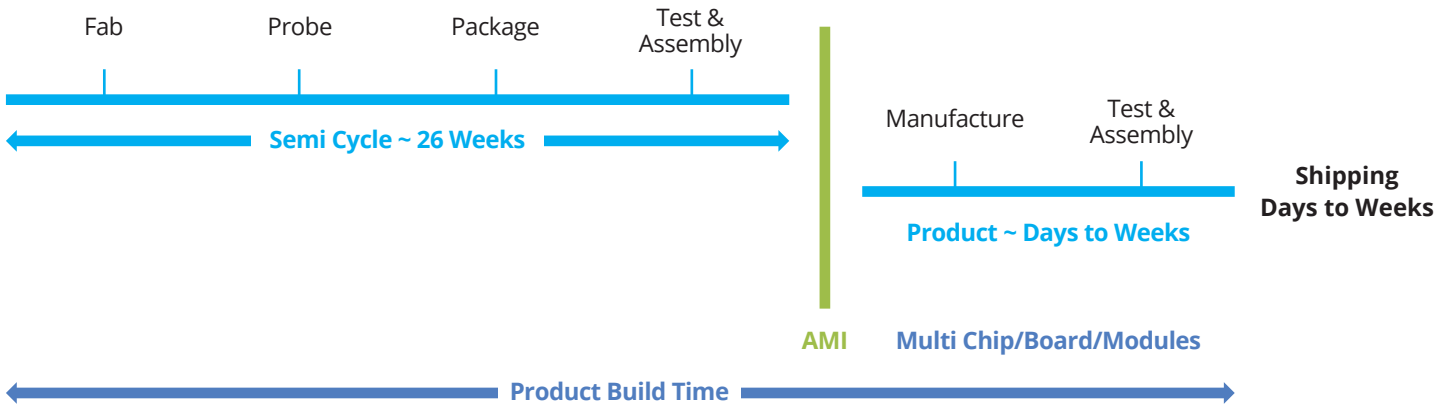 Fab
Probe
Package
Test &
Assembly
Semi Cycle ~ 26 Weeks
Manufacture
Test &
Assembly
Product ~ Days to Weeks
Shipping
Days to Weeks
AMI
Multi Chip/Board/Modules
Product Build Time